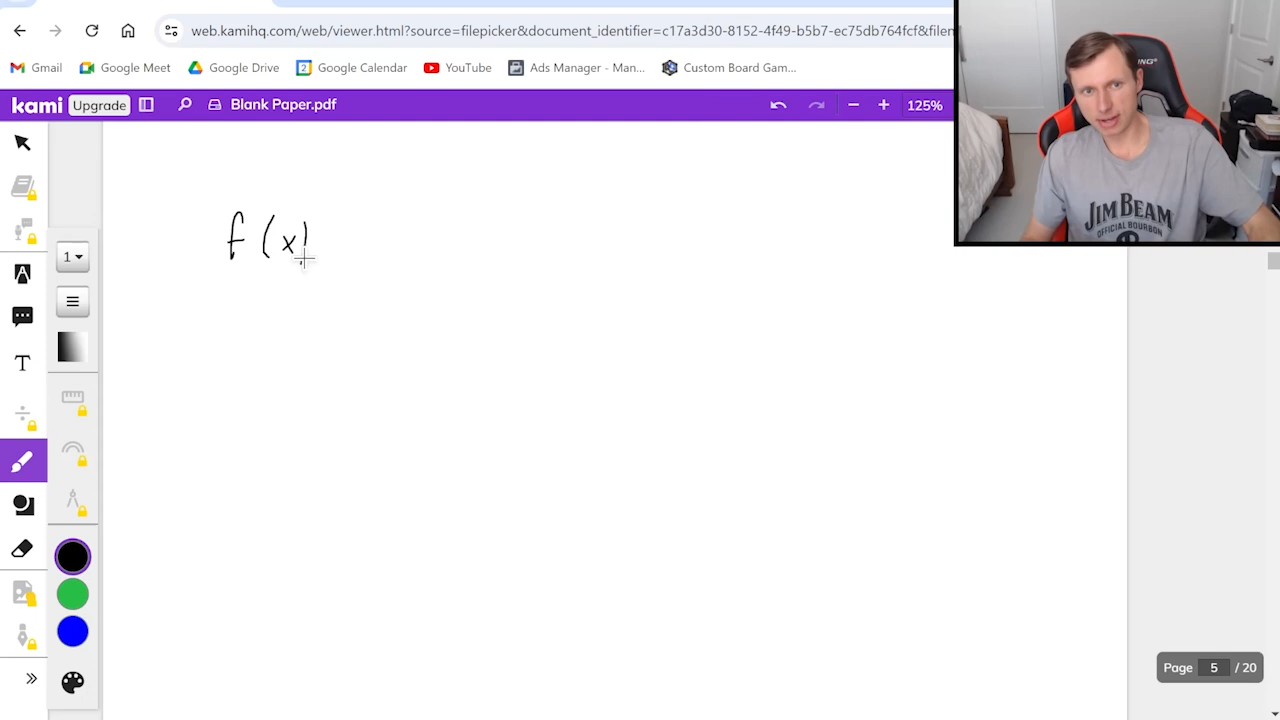 web.kamihq.com/web/viewer.html?source=filepicker&document_identifier=c17a3d30-8152-4f49-b5b7-ec75db764fcf&filen
Gmail Google Meet Google Drive 2 Google Calendar YouTube Ads Manager - Man... Custom Board Gam...
kami Upgrade Blank Paper.pdf 125%
JIM BEAM
OFFICIAL BOURBON
f (x)
1
T
Page 5 / 20